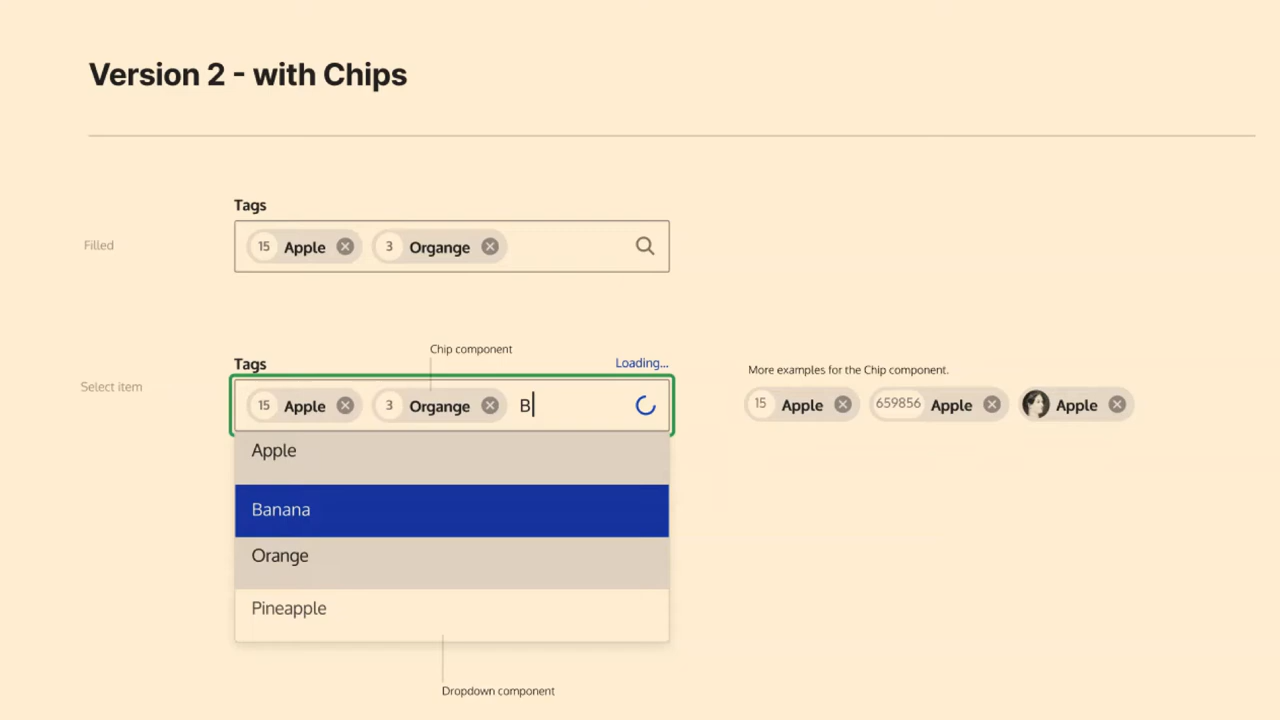 Version 2 - with Chips
Tags
Filled
15 Apple 3 Organge
Chip component
Tags
Loading...
Select item
15 Apple 3 Organge B
More examples for the Chip component.
15 Apple 659856 Apple Apple
Apple
Banana
Orange
Pineapple
Dropdown component